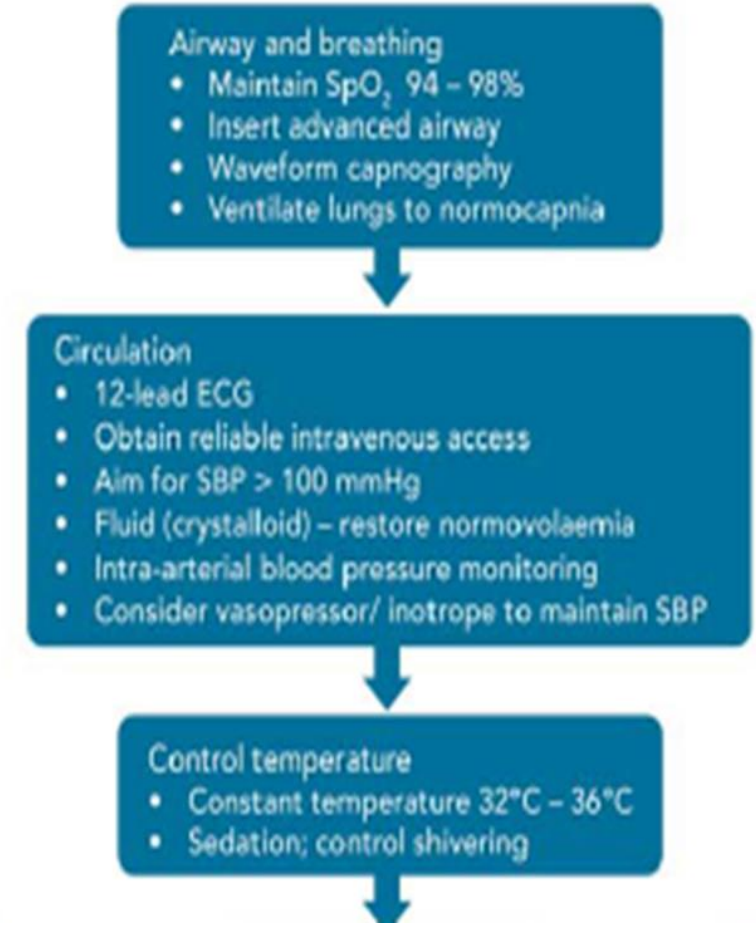 Airway and breathing
• Maintain SpO₂ 94 – 98%
• Insert advanced airway
• Waveform capnography
• Ventilate lungs to normocapnia
Circulation
• 12-lead ECG
• Obtain reliable intravenous access
• Aim for SBP > 100 mmHg
• Fluid (crystalloid) – restore normovolaemia
• Intra-arterial blood pressure monitoring
• Consider vasopressor/ inotrope to maintain SBP
Control temperature
• Constant temperature 32°C – 36°C
• Sedation; control shivering